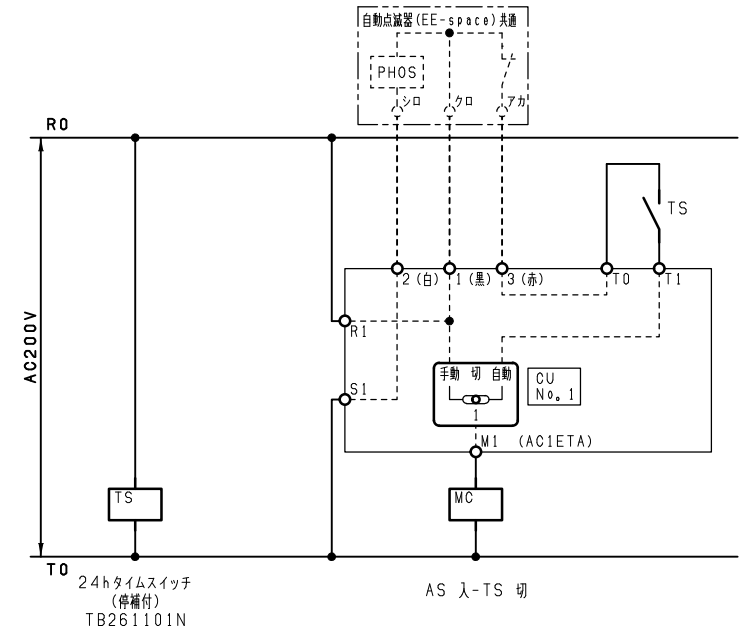 自動点滅器(EE-space)共通
PHOS
シロ
クロ
アカ
R0
TS
2(白)
1(黒)
3(赤)
T0
T1
R1
AC200V
手動 切 自動
CU
No。1
S1
1
M1 (AC1ETA)
TS
MC
T0
24hタイムスイッチ
(停補付)
TB261101N
AS 入-TS 切